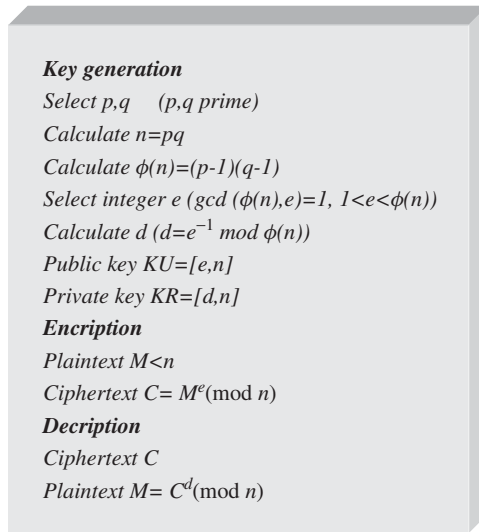 Key generation
Select p,q (p,q prime)
Calculate n=pq
Calculate ϕ(n)=(p-1)(q-1)
Select integer e (gcd (ϕ(n),e)=1, 1<e<ϕ(n))
Calculate d (d=e⁻¹ mod ϕ(n))
Public key KU=[e,n]
Private key KR=[d,n]
Encription
Plaintext M<n
Ciphertext C= Mᵉ(mod n)
Decription
Ciphertext C
Plaintext M= Cᵈ(mod n)